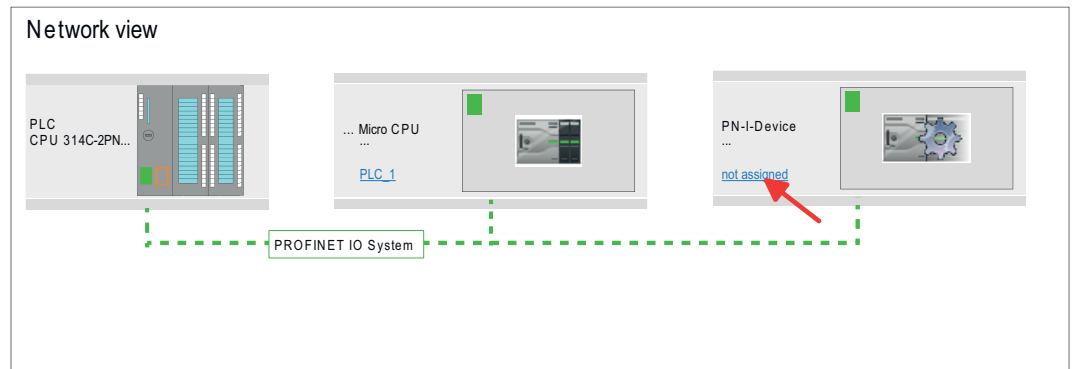 Network view
PLC
CPU 314C-2PN...
... Micro CPU
...
PLC_1
PN-I-Device
...
not assigned
PROFINET IO System